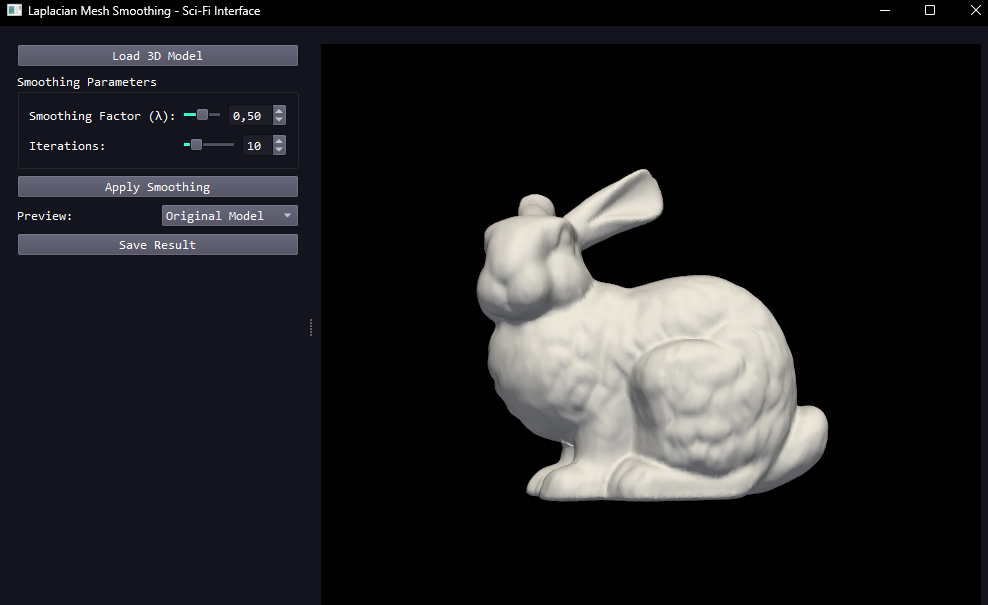 Laplacian Mesh Smoothing - Sci-Fi Interface
Load 3D Model
Smoothing Parameters
Smoothing Factor (λ): 0,50
Iterations: 10
Apply Smoothing
Preview: Original Model
Save Result